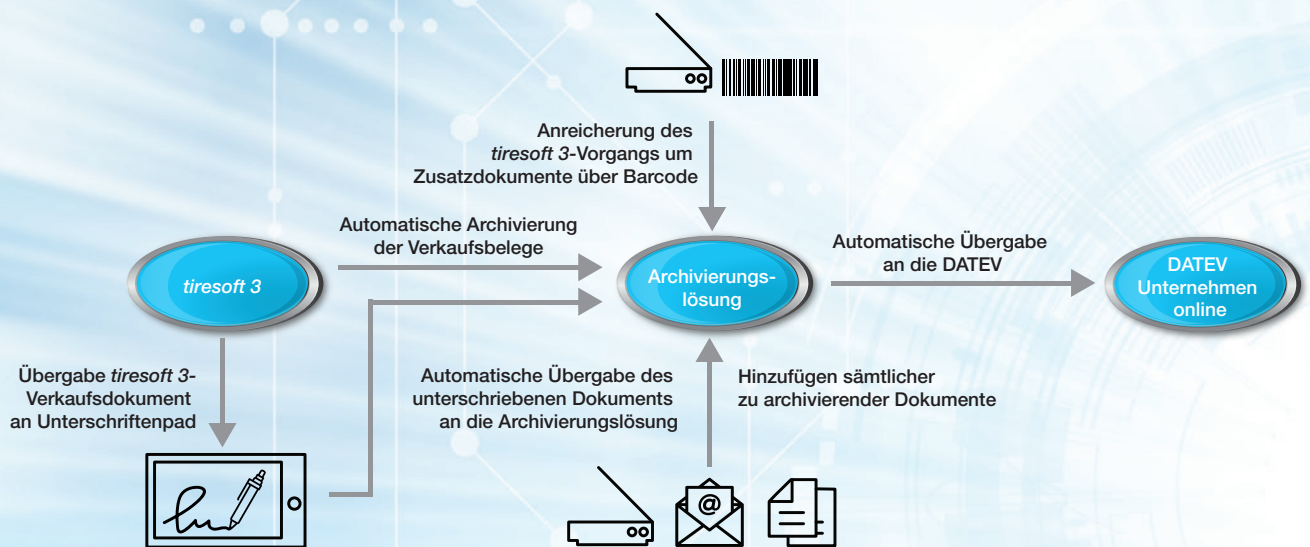 Anreicherung des
tiresoft 3-Vorgangs um
Zusatzdokumente über Barcode
Automatische Archivierung
der Verkaufsbelege
Automatische Übergabe
an die DATEV
tiresoft 3
Archivierungs-
lösung
DATEV
Unternehmen
online
Übergabe tiresoft 3-
Verkaufsdokument
an Unterschriftenpad
Automatische Übergabe des
unterschriebenen Dokuments
an die Archivierungslösung
Hinzufügen sämtlicher
zu archivierender Dokumente
@